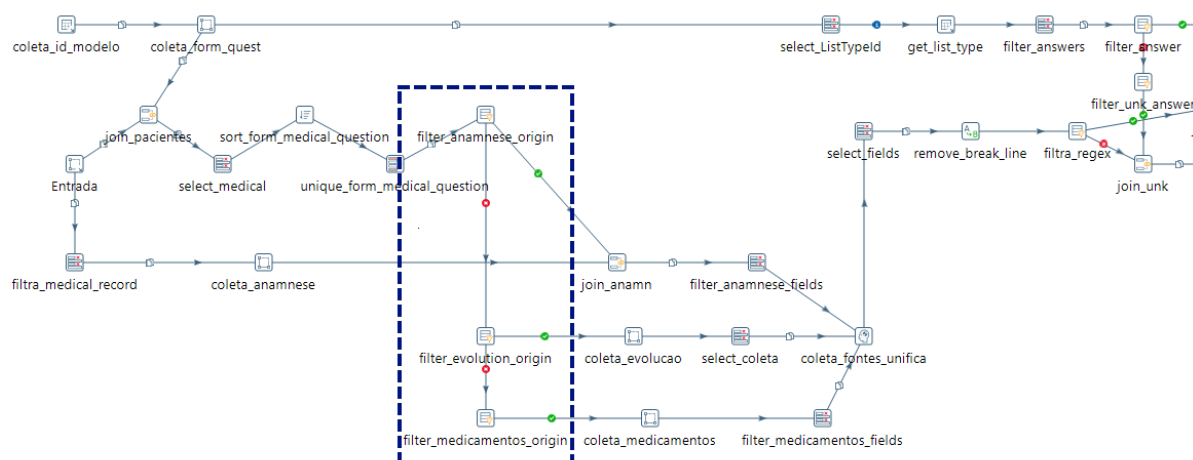 coleta_id_modelo
coleta_form_quest
select_ListTypeId
get_list_type
filter_answers
filter_answer
filter_unk_answer
join_pacientes
sort_form_medical_question
filter_anamnese_origin
select_fields
remove_break_line
filtra_regex
Entrada
select_medical
unique_form_medical_question
join_unk
filtra_medical_record
coleta_anamnese
join_anamn
filter_anamnese_fields
filter_evolution_origin
coleta_evolucao
select_coleta
coleta_fontes_unifica
filter_medicamentos_origin
coleta_medicamentos
filter_medicamentos_fields